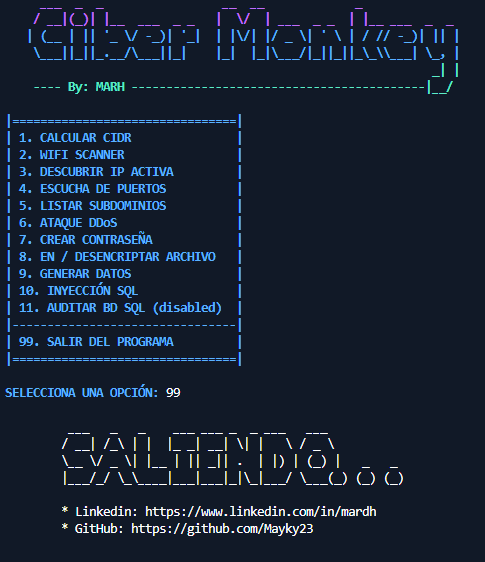 Ciber Monkey
---- By: MARH ------------------------------------------
1. CALCULAR CIDR
2. WIFI SCANNER
3. DESCUBRIR IP ACTIVA
4. ESCUCHA DE PUERTOS
5. LISTAR SUBDOMINIOS
6. ATAQUE DDoS
7. CREAR CONTRASEÑA
8. EN / DESENCRIPTAR ARCHIVO
9. GENERAR DATOS
10. INYECCIÓN SQL
11. AUDITAR BD SQL (disabled)
99. SALIR DEL PROGRAMA
SELECCIONA UNA OPCIÓN: 99
SALIENDO...
* Linkedin: https://www.linkedin.com/in/mardh
* GitHub: https://github.com/Mayky23